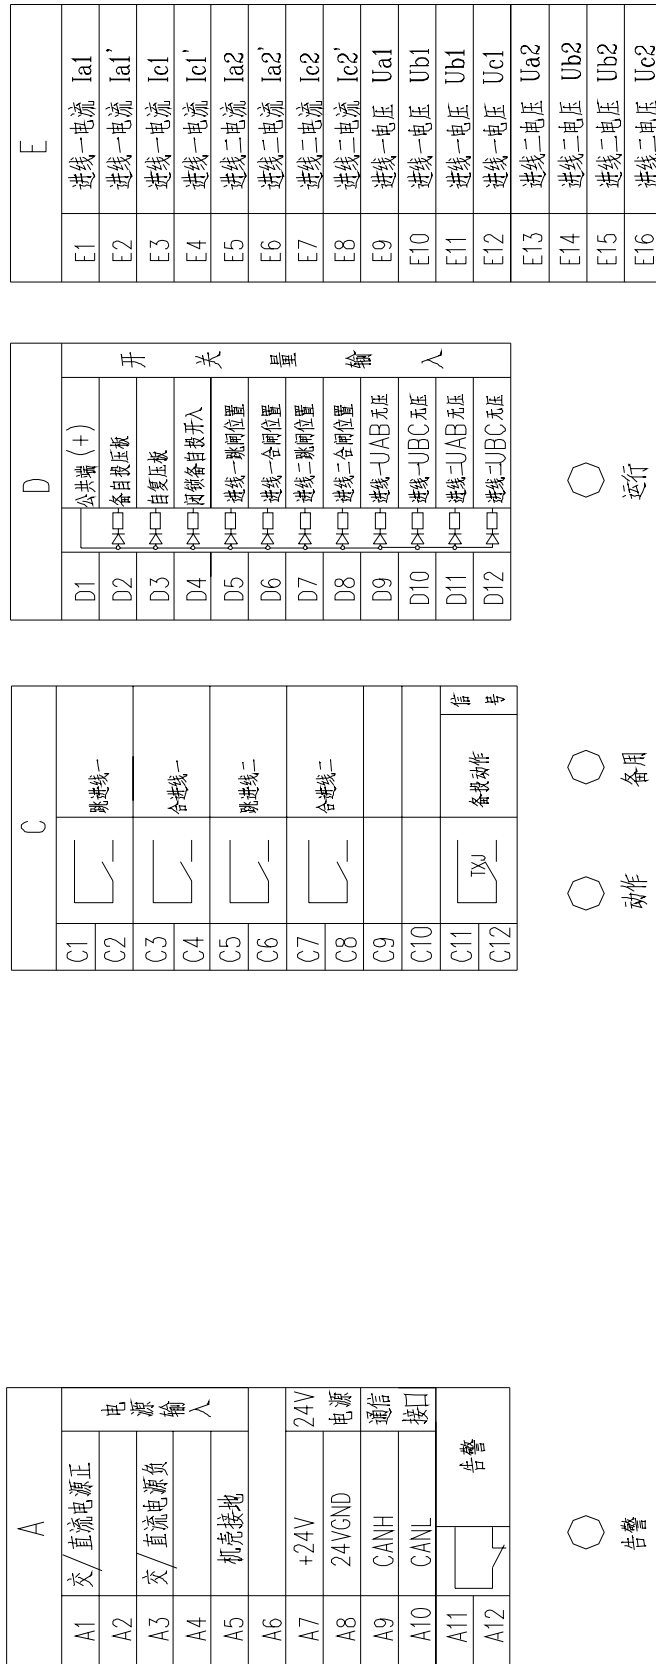 A
A1 交/直流电源正
A2
A3 交/直流电源负
A4
A5 机壳接地
电源输入
A6
A7 +24V
A8 24VGND
24V
电源
A9 CANH
A10 CANL
通信
接口
A11
A12
告警
告警
C
C1
C2
跳进线一
C3
C4
合进线一
C5
C6
跳进线二
C7
C8
合进线二
C9
C10
C11
C12
TXJ
备投动作
信号
动作
备用
D
D1 公共端(+)
D2 备自投压板
D3 自复压板
D4 闭锁备自投开入
D5 进线一跳闸位置
D6 进线一合闸位置
D7 进线二跳闸位置
D8 进线二合闸位置
D9 进线一UAB无压
D10 进线一UBC无压
D11 进线二UAB无压
D12 进线二UBC无压
开关量输入
运行
E
E1 进线一电流 Ia1
E2 进线一电流 Ia1'
E3 进线一电流 Ic1
E4 进线一电流 Ic1'
E5 进线二电流 Ia2
E6 进线二电流 Ia2'
E7 进线二电流 Ic2
E8 进线二电流 Ic2'
E9 进线一电压 Ua1
E10 进线一电压 Ub1
E11 进线一电压 Ub1
E12 进线一电压 Uc1
E13 进线二电压 Ua2
E14 进线二电压 Ub2
E15 进线二电压 Ub2
E16 进线二电压 Uc2